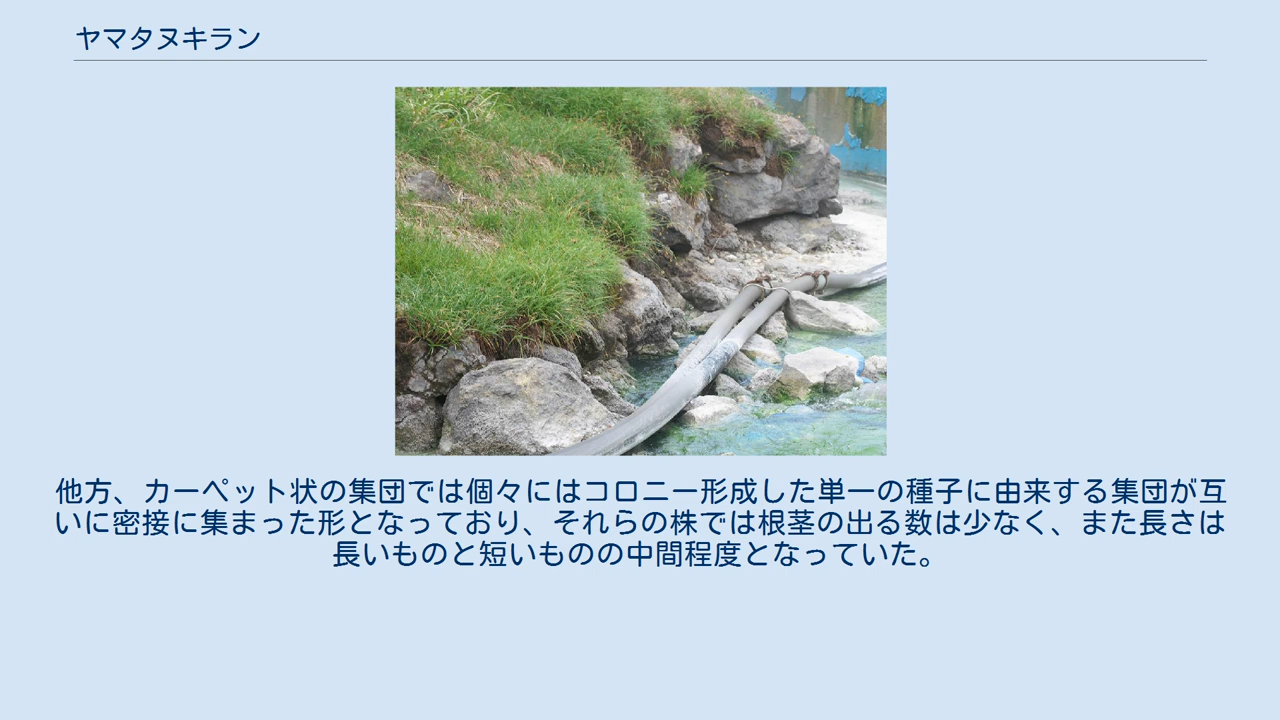 ヤマタヌキラン
他方、カーペット状の集団では個々にはコロニー形成した単一の種子に由来する集団が互
いに密接に集まった形となっており、それらの株では根茎の出る数は少なく、また長さは
長いものと短いものの中間程度となっていた。